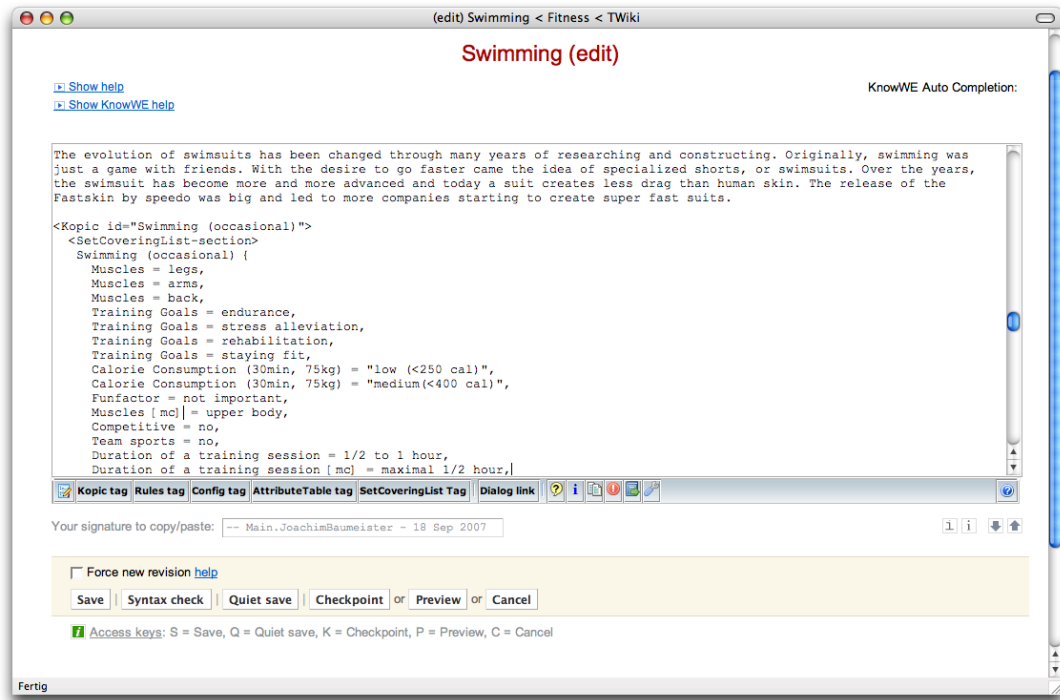 (edit) Swimming < Fitness < TWiki
Swimming (edit)
Show help
KnowWE Auto Completion:
Show KnowWE help
The evolution of swimsuits has been changed through many years of researching and constructing. Originally, swimming was
just a game with friends. With the desire to go faster came the idea of specialized shorts, or swimsuits. Over the years,
the swimsuit has become more and more advanced and today a suit creates less drag than human skin. The release of the
Fastskin by speedo was big and led to more companies starting to create super fast suits.
<Kopic id="Swimming (occasional)">
<SetCoveringList-section>
Swimming (occasional) {
Muscles = legs,
Muscles = arms,
Muscles = back,
Training Goals = endurance,
Training Goals = stress alleviation,
Training Goals = rehabilitation,
Training Goals = staying fit,
Calorie Consumption (30min, 75kg) = "low (<250 cal)",
Calorie Consumption (30min, 75kg) = "medium(<400 cal)",
Funfactor = not important,
Muscles [mc] = upper body,
Competitive = no,
Team sports = no,
Duration of a training session = 1/2 to 1 hour,
Duration of a training session [mc] = maximal 1/2 hour,
Kopic tag Rules tag Config tag AttributeTable tag SetCoveringList Tag Dialog link
Your signature to copy/paste: -- Main.JoachimBaumeister - 18 Sep 2007
Force new revision help
Save | Syntax check | Quiet save | Checkpoint or Preview or Cancel
Access keys: S = Save, Q = Quiet save, K = Checkpoint, P = Preview, C = Cancel
Fertig